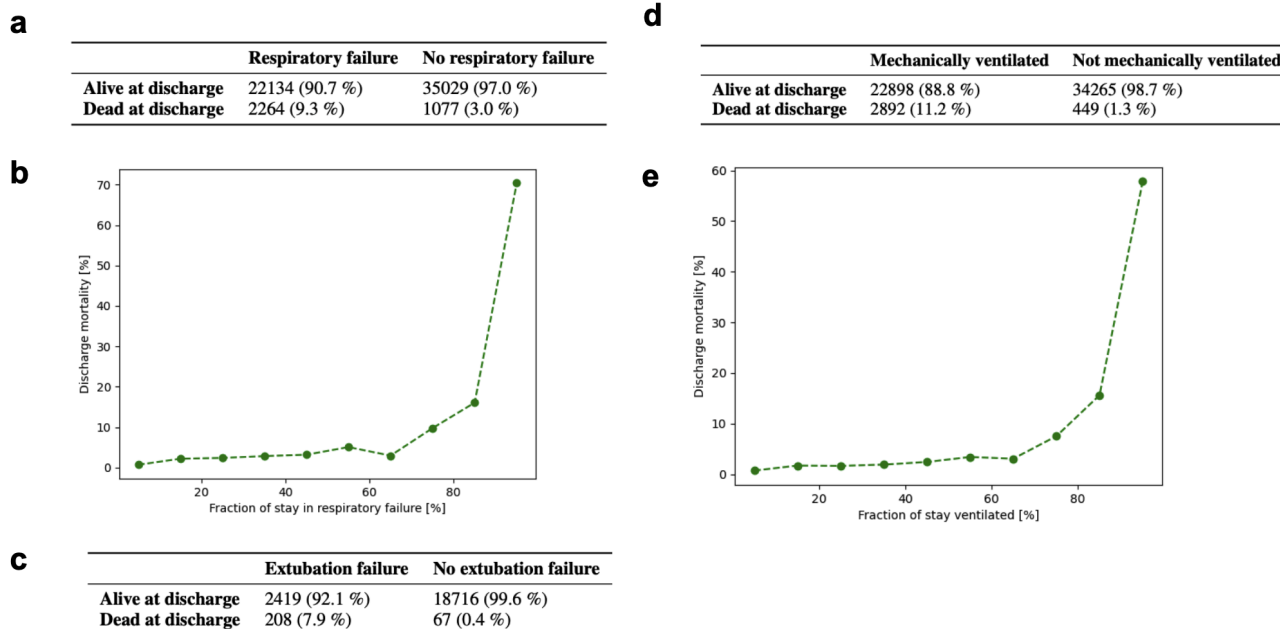 a
Respiratory failure No respiratory failure
Alive at discharge 22134 (90.7 %) 35029 (97.0 %)
Dead at discharge 2264 (9.3 %) 1077 (3.0 %)
b
70
60
50
40
30
20
10
0
Discharge mortality [%]
20 40 60 80
Fraction of stay in respiratory failure [%]
c
Extubation failure No extubation failure
Alive at discharge 2419 (92.1 %) 18716 (99.6 %)
Dead at discharge 208 (7.9 %) 67 (0.4 %)
d
Mechanically ventilated Not mechanically ventilated
Alive at discharge 22898 (88.8 %) 34265 (98.7 %)
Dead at discharge 2892 (11.2 %) 449 (1.3 %)
e
60
50
40
30
20
10
0
Discharge mortality [%]
20 40 60 80
Fraction of stay ventilated [%]